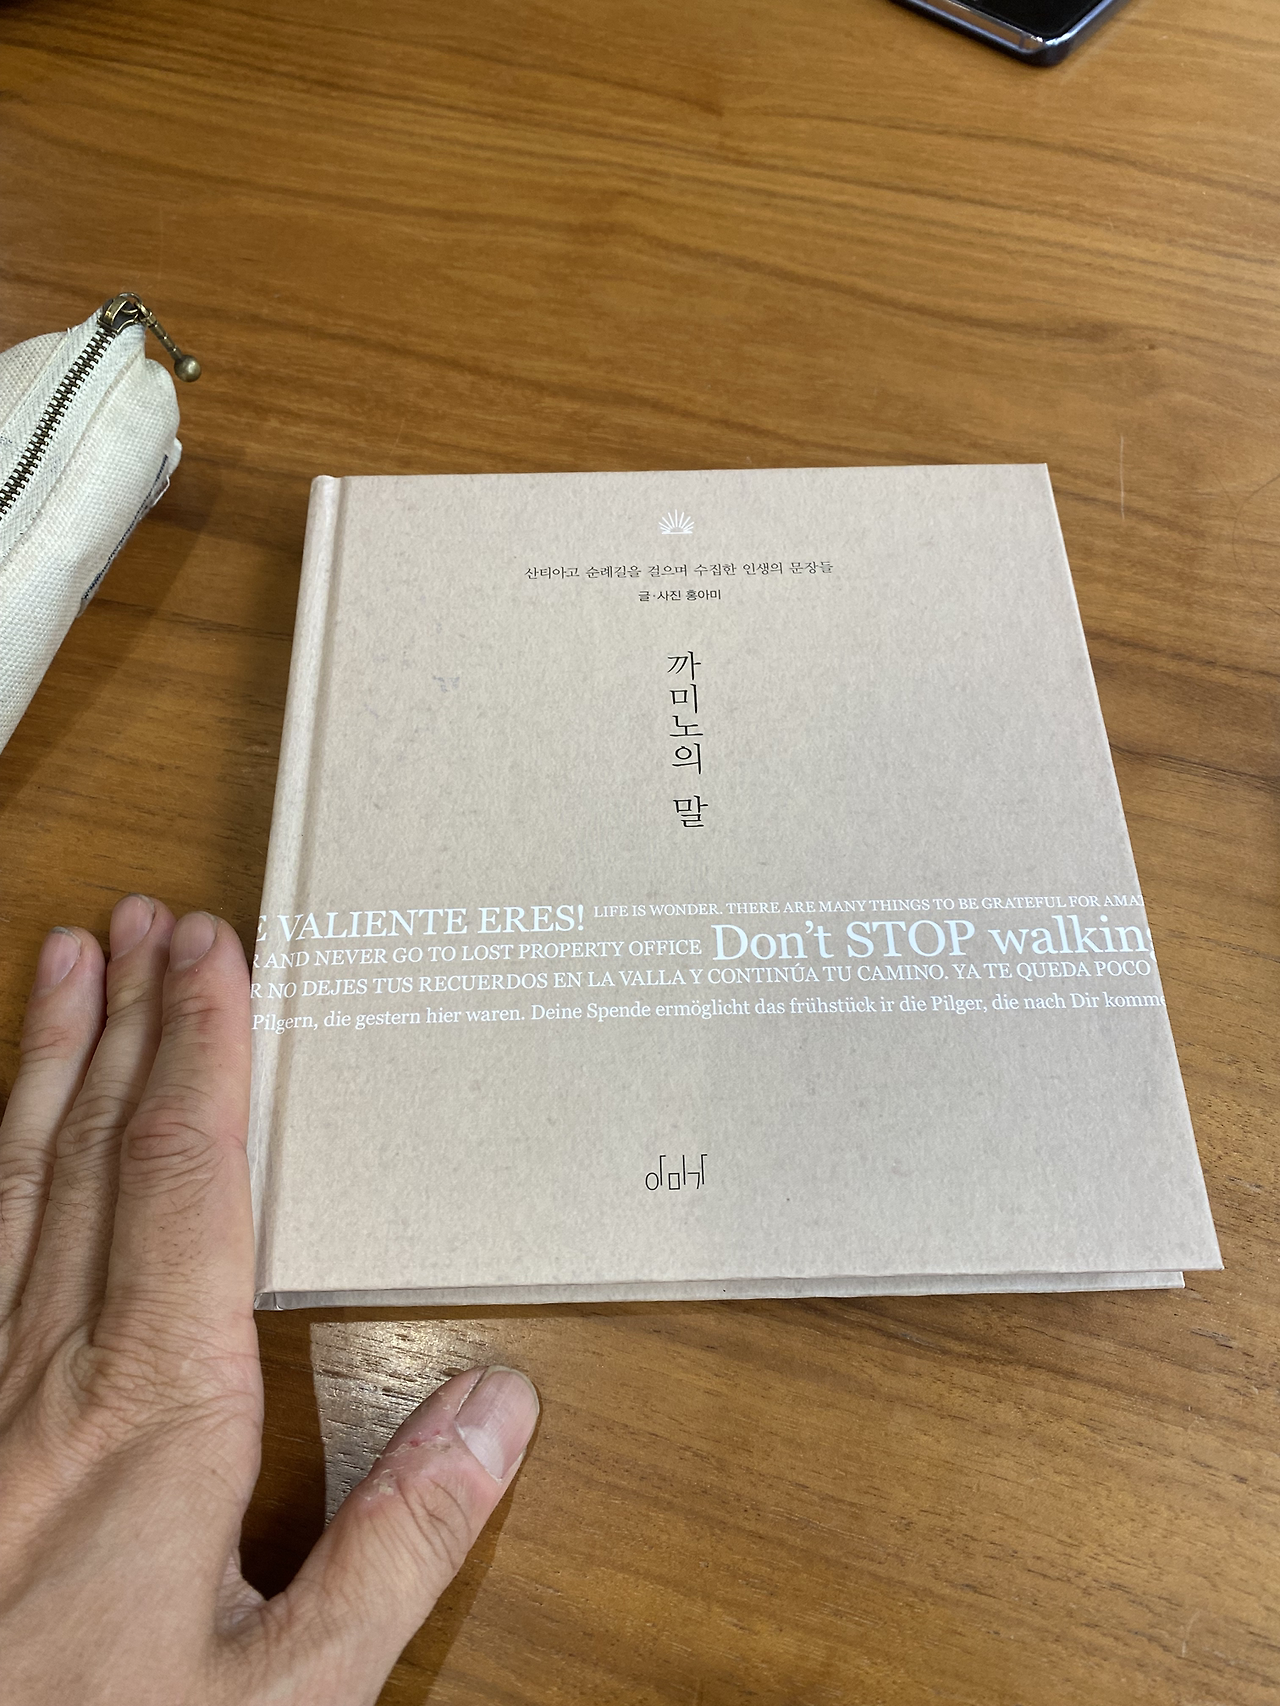 산티아고 순례길을 걸으며 수집한 인생의 문장들
글·사진 홍아미
까미노의 말
E VALIENTE ERES! LIFE IS WONDER. THERE ARE MANY THINGS TO BE GRATEFUL FOR AMA
R AND NEVER GO TO LOST PROPERTY OFFICE Don't STOP walking
R NO DEJES TUS RECUERDOS EN LA VALLA Y CONTINÚA TU CAMINO. YA TE QUEDA POCO
Pilgern, die gestern hier waren. Deine Spende ermöglicht das frühstück ir die Pilger, die nach Dir komme
이미거